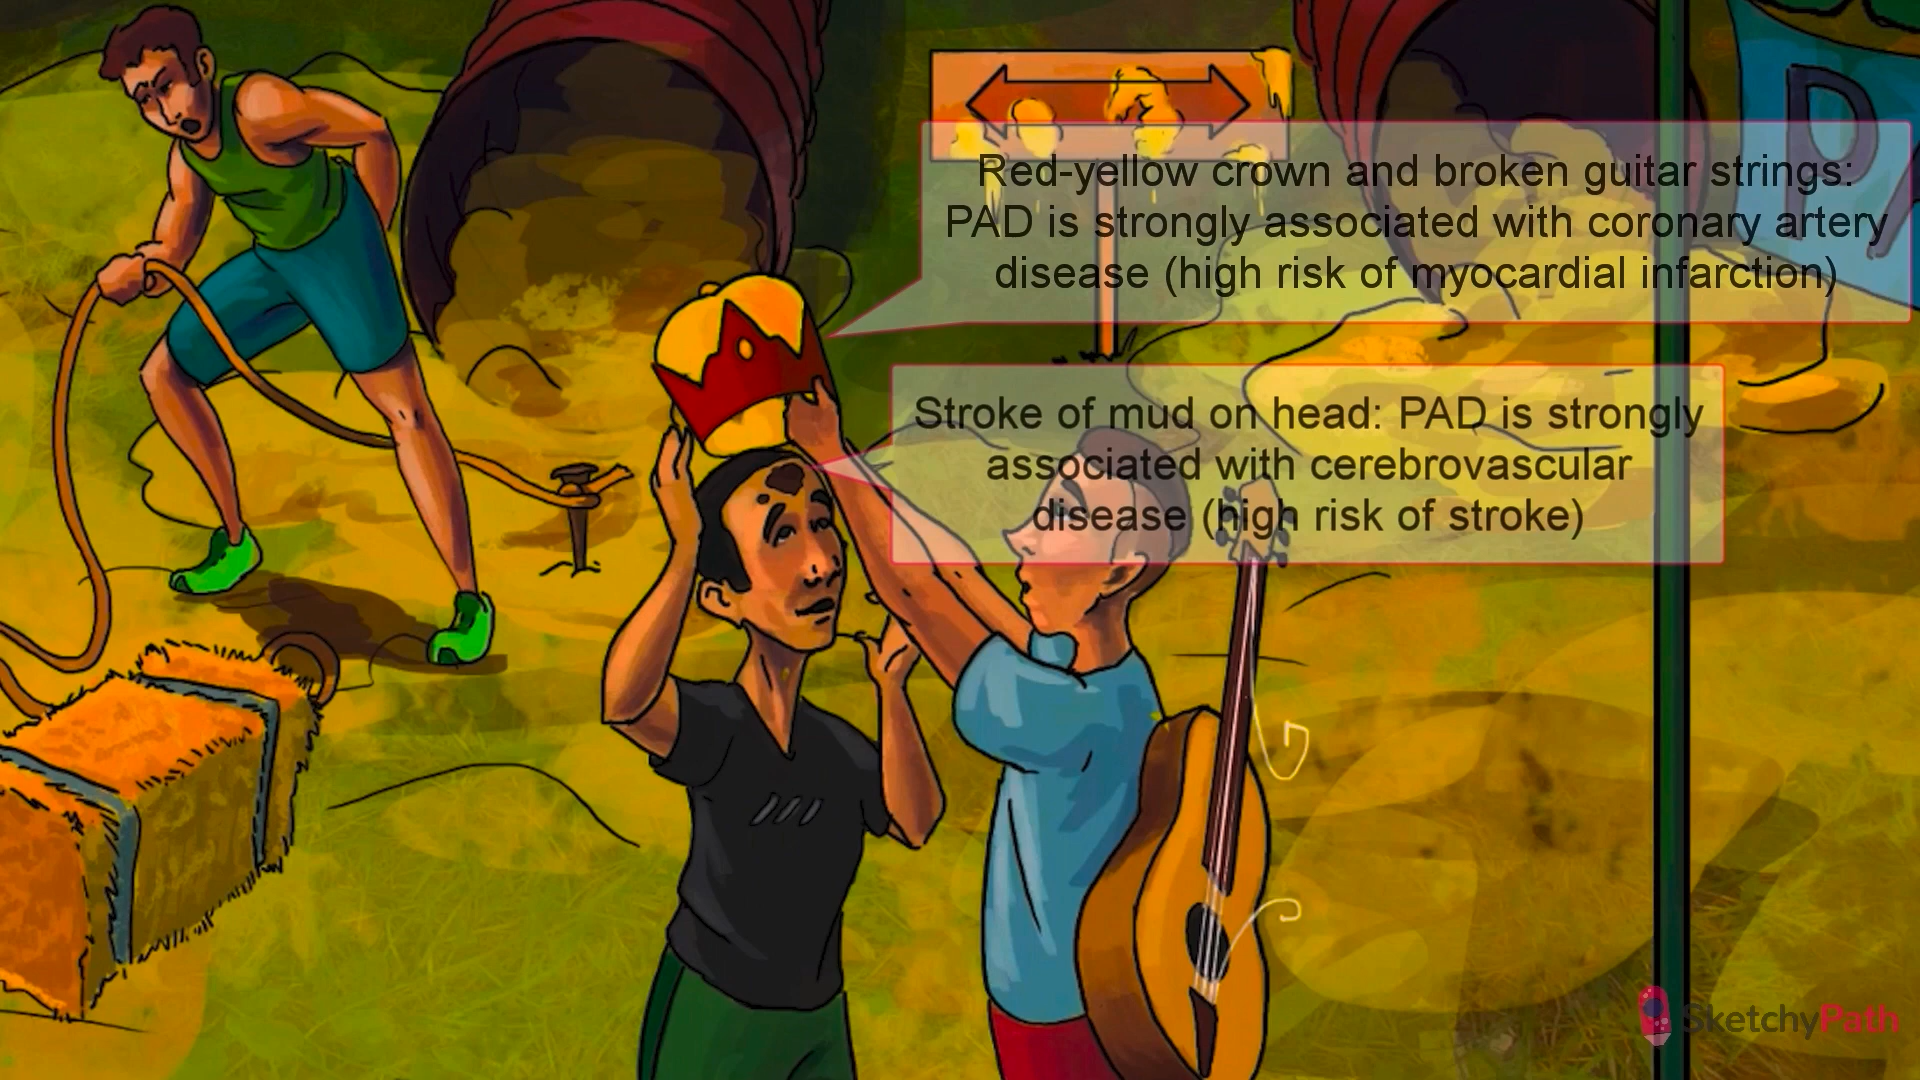 Red-yellow crown and broken guitar strings:
PAD is strongly associated with coronary artery
disease (high risk of myocardial infarction)
Stroke of mud on head: PAD is strongly
associated with cerebrovascular
disease (high risk of stroke)
SketchyPath